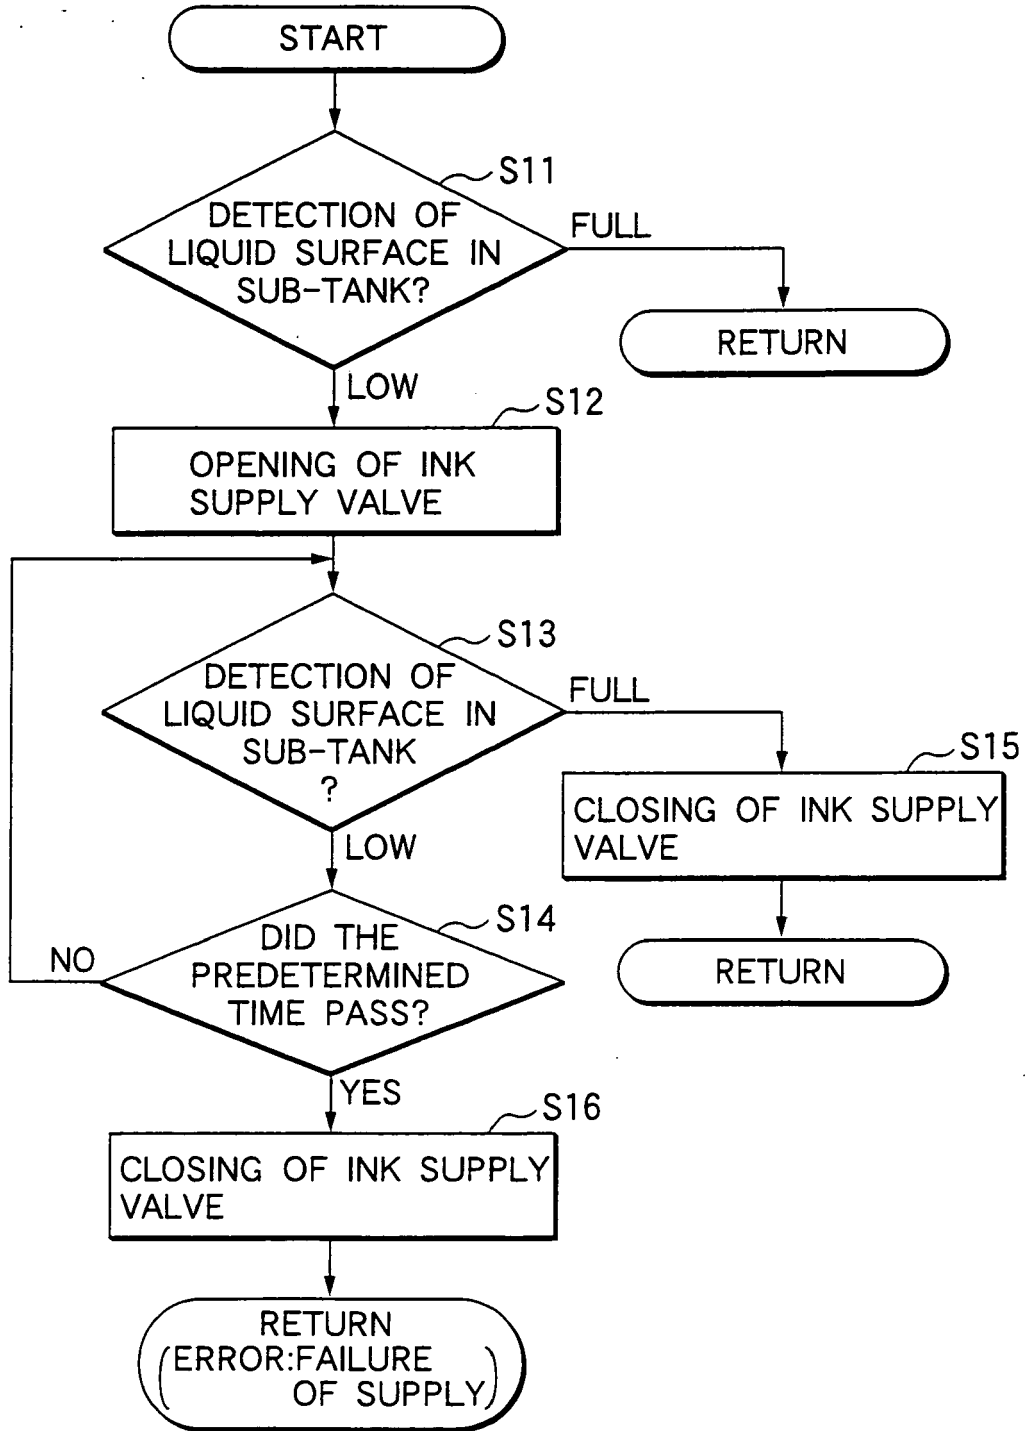 START
S11
DETECTION OF
LIQUID SURFACE IN
SUB-TANK?
FULL
RETURN
LOW
S12
OPENING OF INK
SUPPLY VALVE
S13
DETECTION OF
LIQUID SURFACE IN
SUB-TANK
?
FULL
S15
CLOSING OF INK SUPPLY
VALVE
RETURN
LOW
S14
DID THE
PREDETERMINED
TIME PASS?
NO
YES
S16
CLOSING OF INK SUPPLY
VALVE
RETURN
(ERROR:FAILURE
OF SUPPLY)